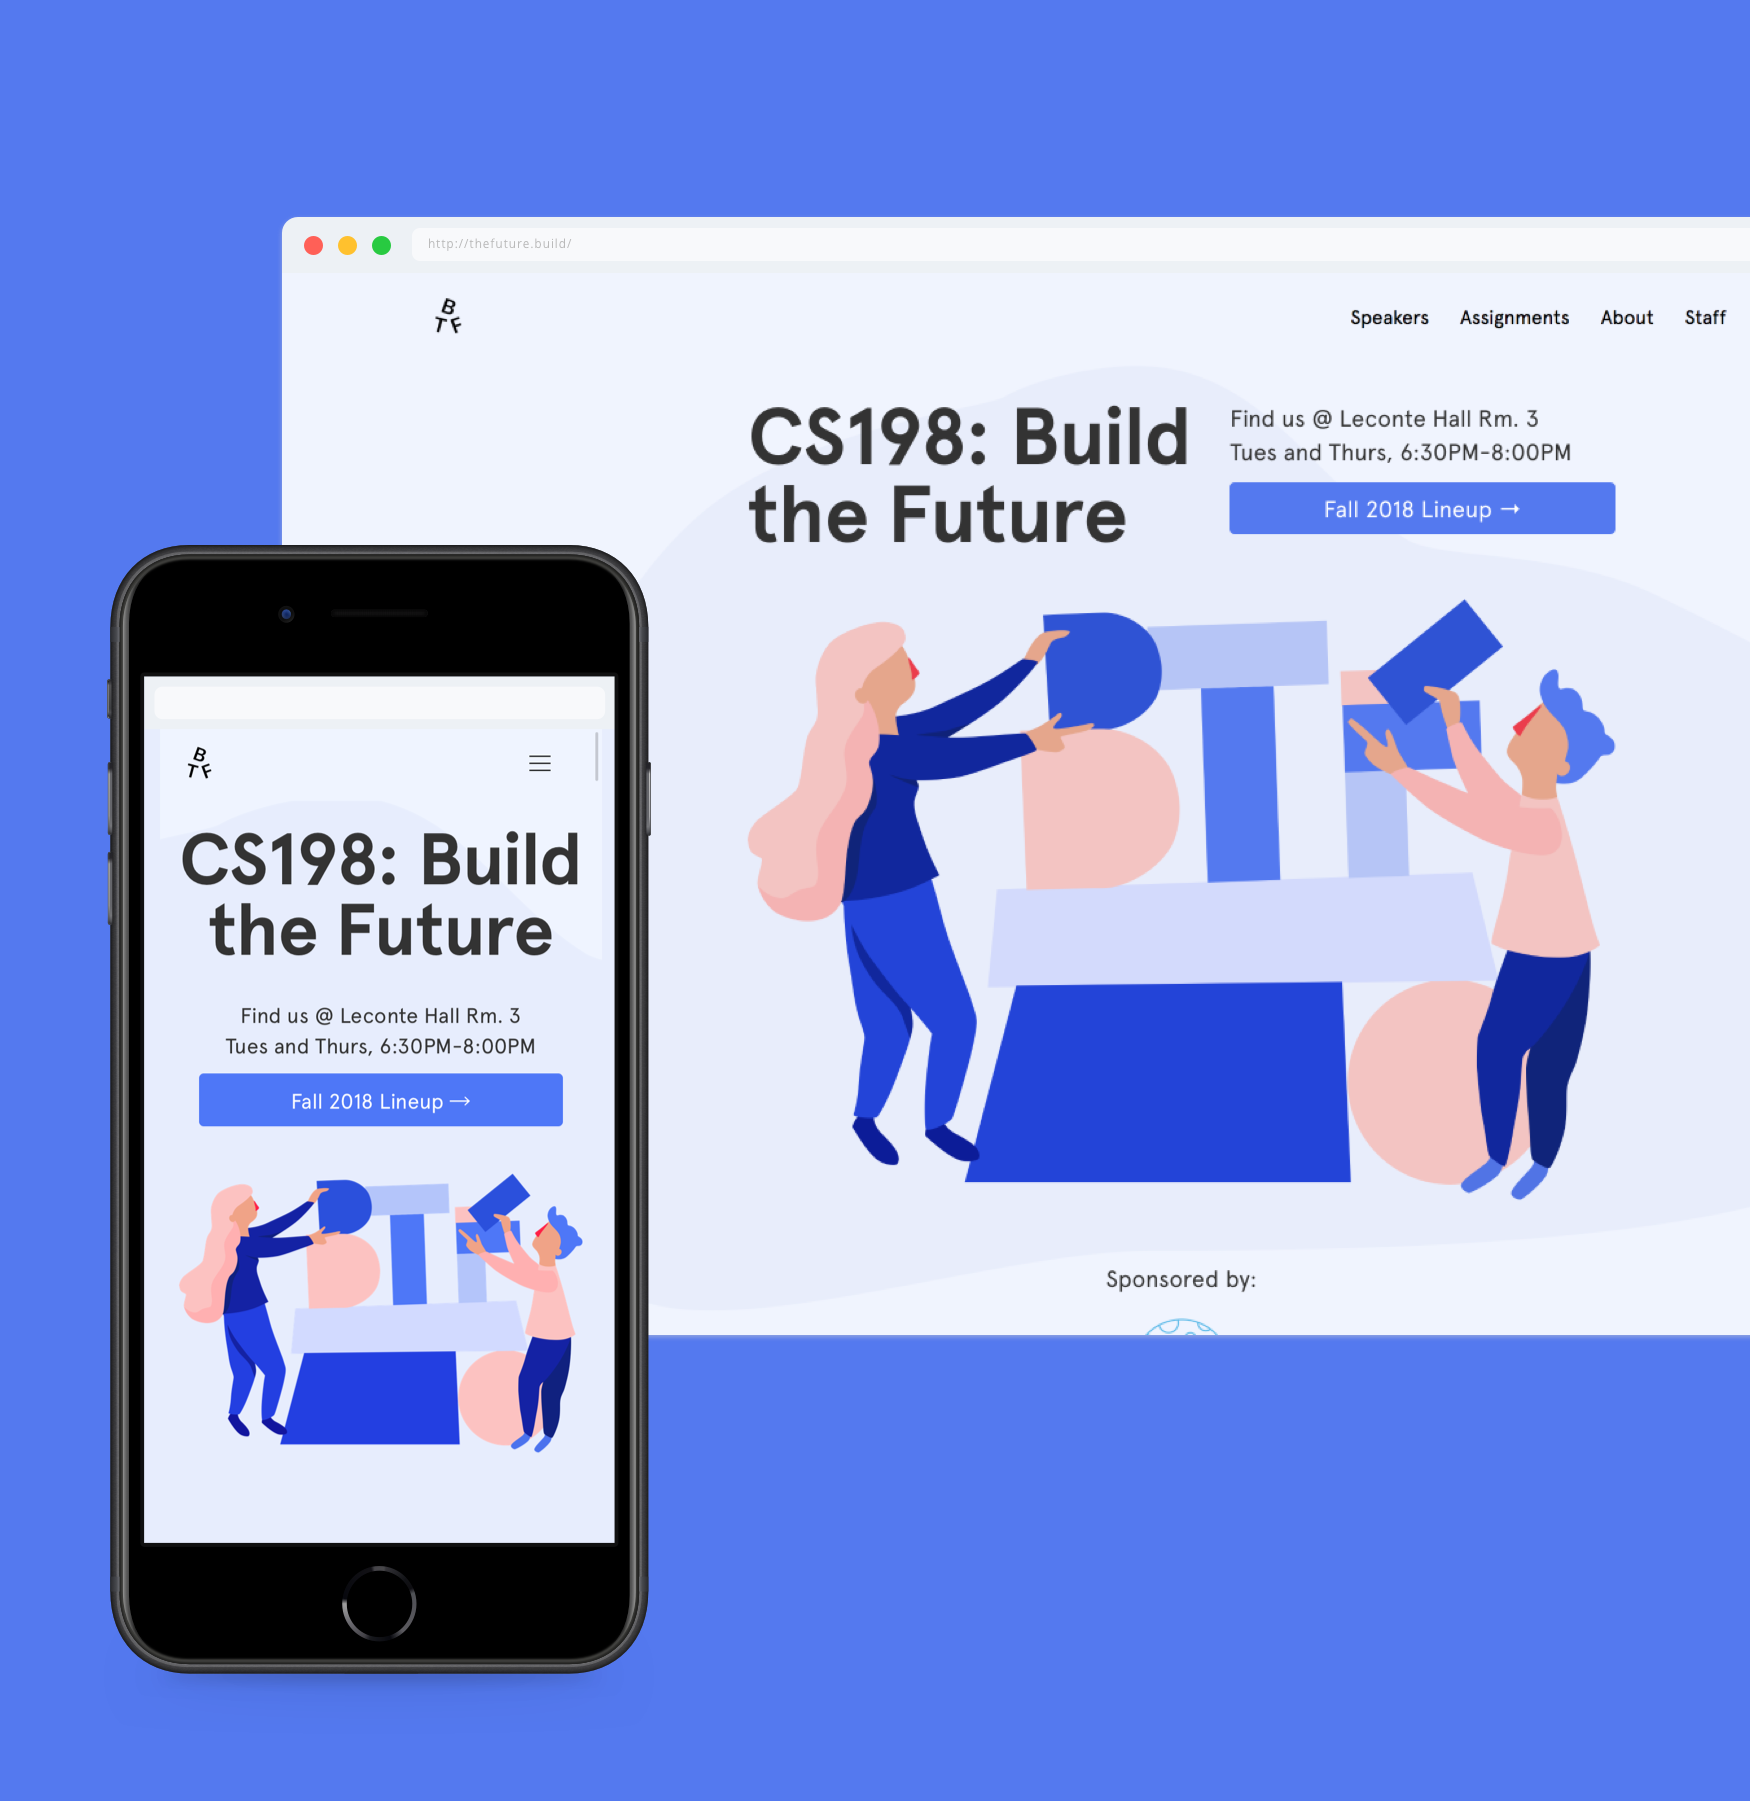 http://thefuture.build/
B
T F
Speakers Assignments About Staff
CS198: Build
the Future
Find us @ Leconte Hall Rm. 3
Tues and Thurs, 6:30PM-8:00PM
Fall 2018 Lineup →
BTF
Sponsored by:
B
T F
CS198: Build
the Future
Find us @ Leconte Hall Rm. 3
Tues and Thurs, 6:30PM-8:00PM
Fall 2018 Lineup →
BTF